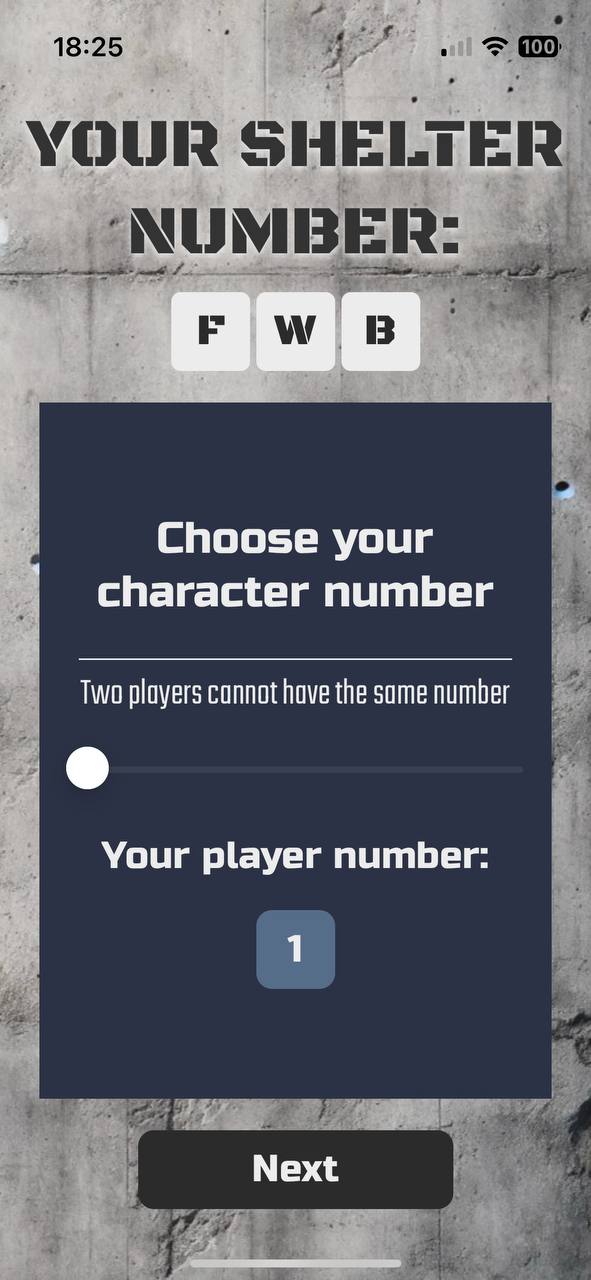 18:25
100
YOUR SHELTER
NUMBER:
F W B
Choose your
character number
Two players cannot have the same number
Your player number:
1
Next